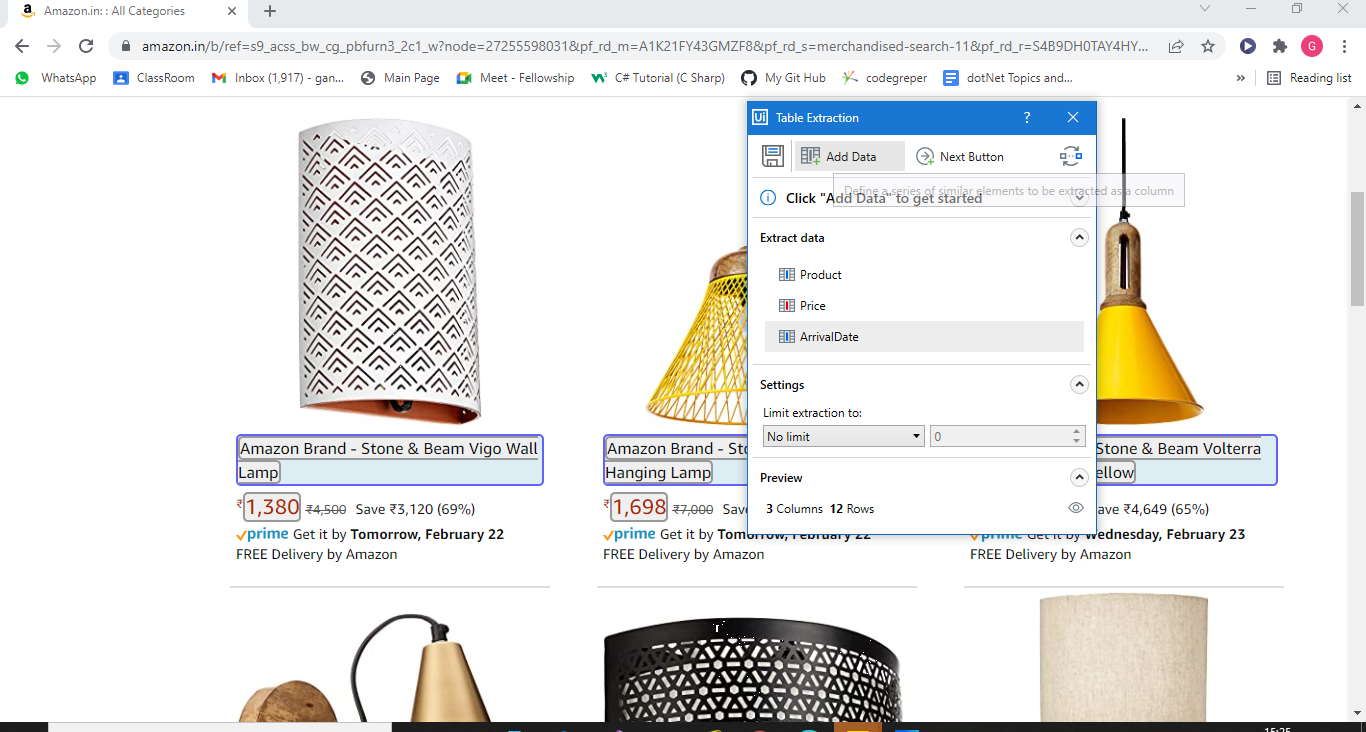 Amazon.in: : All Categories
amazon.in/b/ref=s9_acss_bw_cg_pbfurn3_2c1_w?node=27255598031&pf_rd_m=A1K21FY43GMZF8&pf_rd_s=merchandised-search-11&pf_rd_r=S4B9DH0TAY4HY...
G
WhatsApp ClassRoom Inbox (1,917) - gan... Main Page Meet - Fellowship C# Tutorial (C Sharp) My Git Hub codegreper dotNet Topics and... » Reading list
Ui Table Extraction ?
Add Data Next Button
Define a series of similar elements to be extracted as a column
Click "Add Data" to get started
Extract data
Product
Price
ArrivalDate
Settings
Limit extraction to:
No limit 0
Preview
3 Columns 12 Rows
Amazon Brand - Stone & Beam Vigo Wall
Lamp
₹1,380 ₹4,500 Save ₹3,120 (69%)
prime Get it by Tomorrow, February 22
FREE Delivery by Amazon
Amazon Brand - Sto
Hanging Lamp
₹1,698 ₹7,000 Sav
prime Get it by Tomorrow, February 22
FREE Delivery by Amazon
Stone & Beam Volterra
ellow
ave ₹4,649 (65%)
prime Get it by Wednesday, February 23
FREE Delivery by Amazon